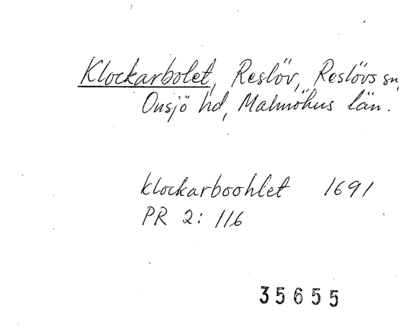 Klockarbolet, Reslöv, Reslövs sn,
Onsjö hd, Malmöhus län.
klockarboohlet 1691
PR 2: 116
35655